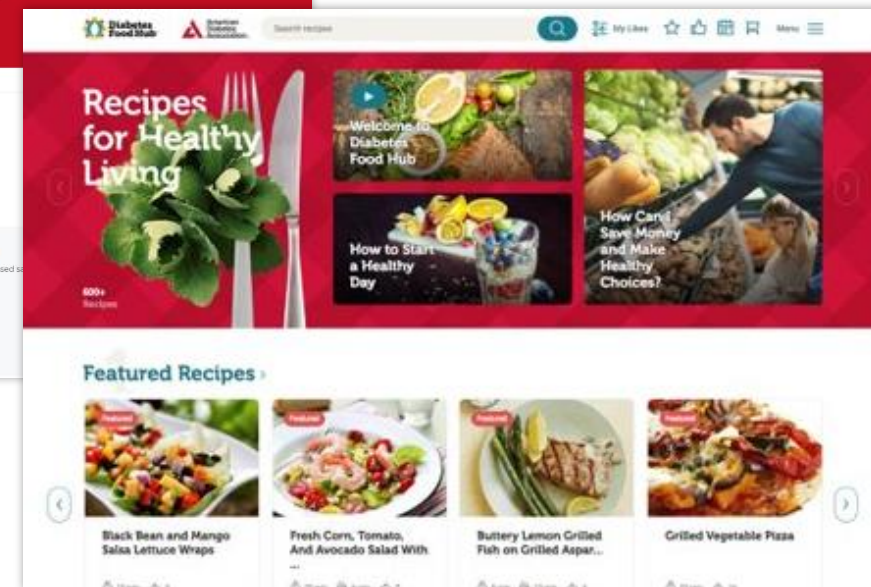 Diabetes
Food Hub
American
Diabetes
Association.
Search recipes
My Likes
Menu
Recipes
for Healthy
Living
600+
Recipes
Welcome to
Diabetes
Food Hub
How to Start
a Healthy
Day
How Can I
Save Money
and Make
Healthy
Choices?
Featured Recipes ›
Featured
Featured
Featured
Featured
Black Bean and Mango
Salsa Lettuce Wraps
Fresh Corn, Tomato,
And Avocado Salad With
...
Buttery Lemon Grilled
Fish on Grilled Aspar...
Grilled Vegetable Pizza